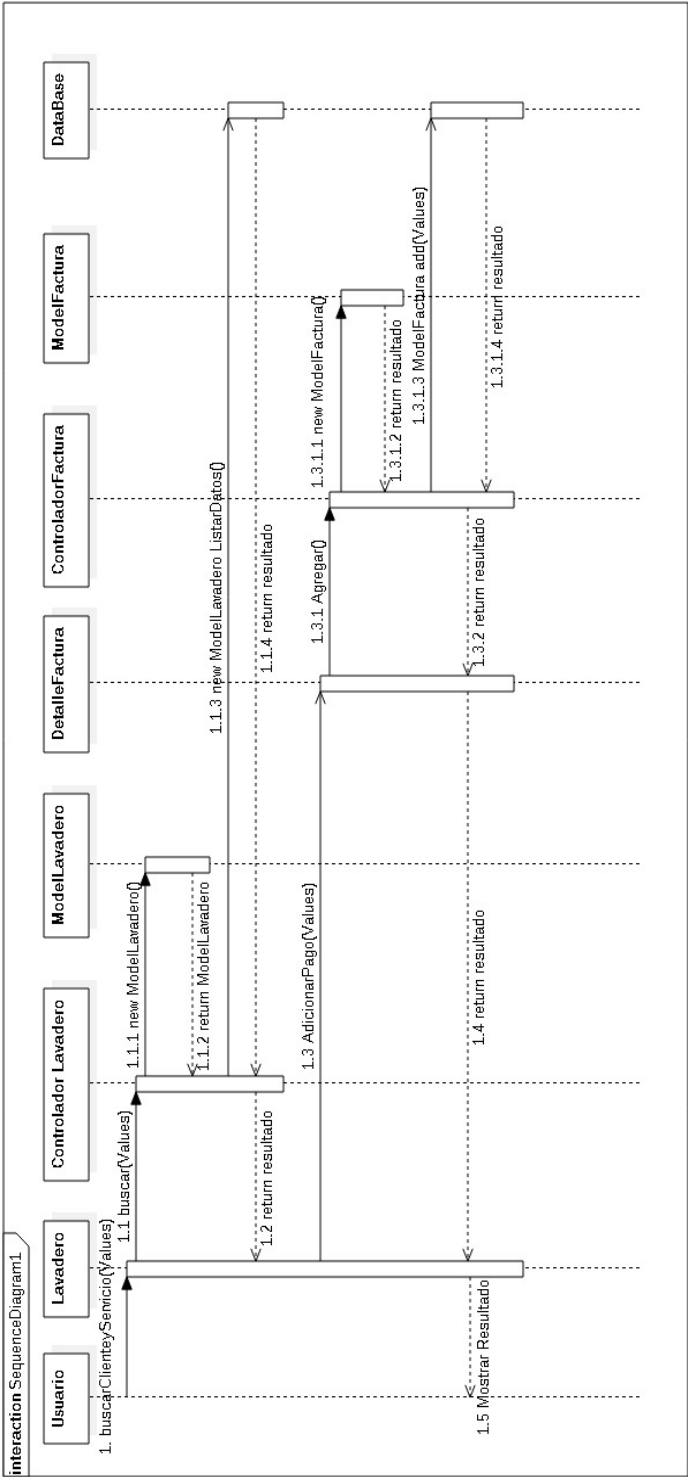 interaction SequenceDiagram1
Usuario
Lavadero
Controlador Lavadero
ModelLavadero
DetalleFactura
ControladorFactura
ModelFactura
DataBase
1. buscarClienteyServicio(Values)
1.1 buscar(Values)
1.1.1 new ModelLavadero()
1.1.2 return ModelLavadero
1.1.3 new ModelLavadero ListarDatos()
1.1.4 return resultado
1.2 return resultado
1.3 AdicionarPago(Values)
1.3.1 Agregar()
1.3.1.1 new ModelFactura()
1.3.1.2 return resultado
1.3.1.3 ModelFactura add(Values)
1.3.1.4 return resultado
1.3.2 return resultado
1.4 return resultado
1.5 Mostrar Resultado